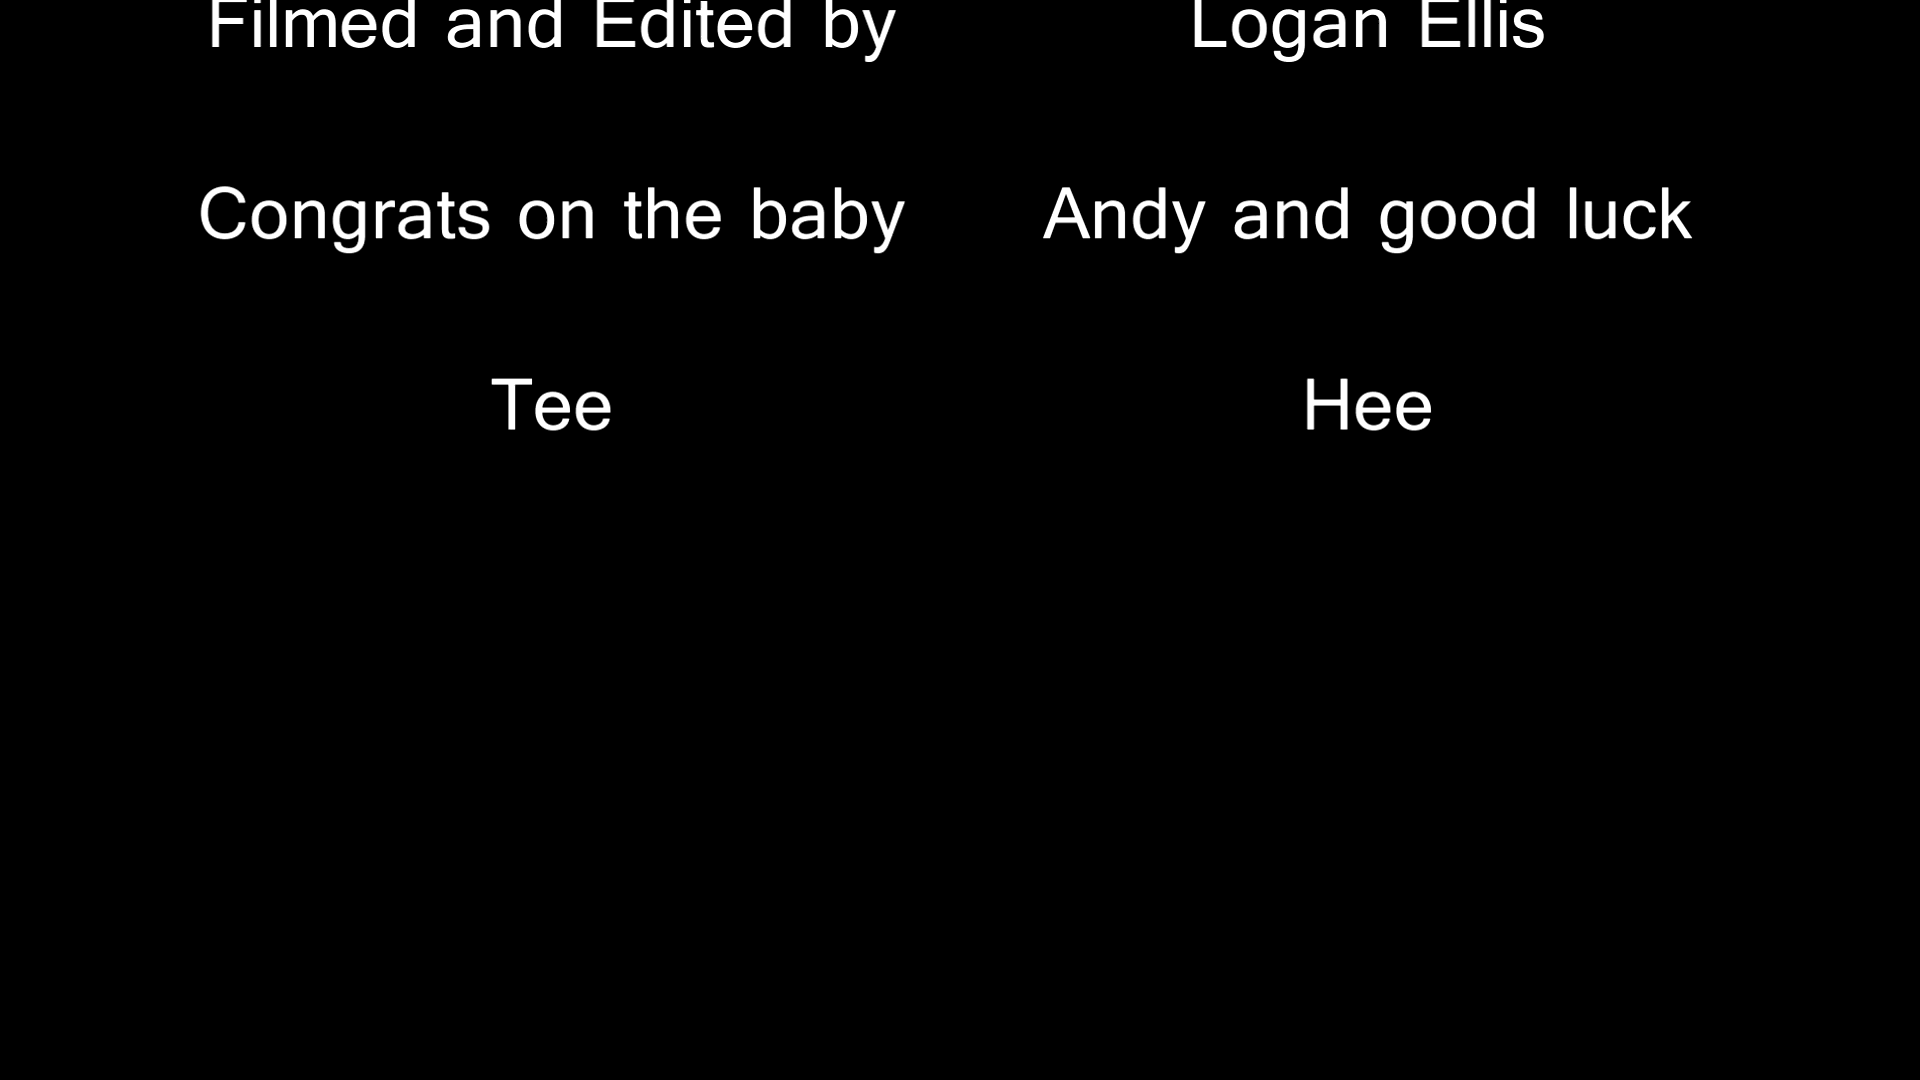 Filmed and Edited by Logan Ellis
Congrats on the baby Andy and good luck
Tee Hee